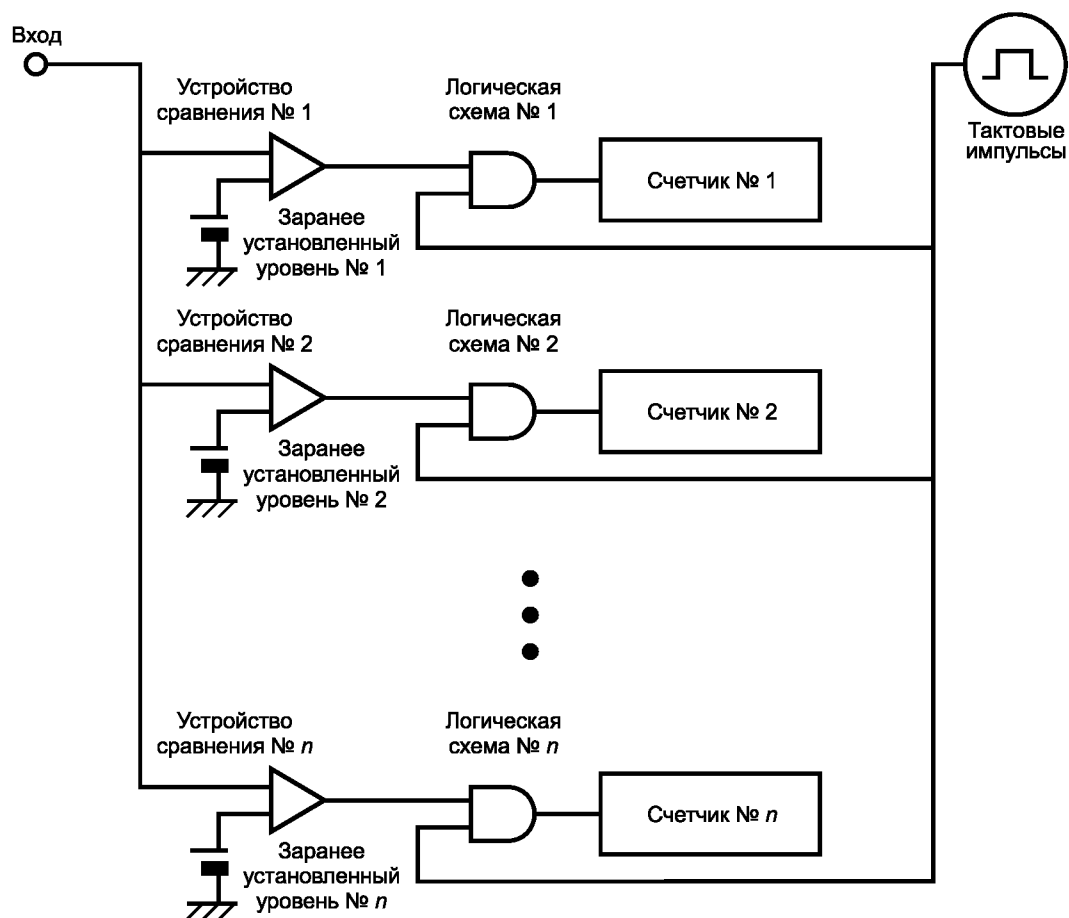 Вход
Устройство
сравнения № 1
Логическая
схема № 1
Тактовые
импульсы
Счетчик № 1
Заранее
установленный
уровень № 1
Устройство
сравнения № 2
Логическая
схема № 2
Счетчик № 2
Заранее
установленный
уровень № 2
Устройство
сравнения № n
Логическая
схема № n
Счетчик № n
Заранее
установленный
уровень № n